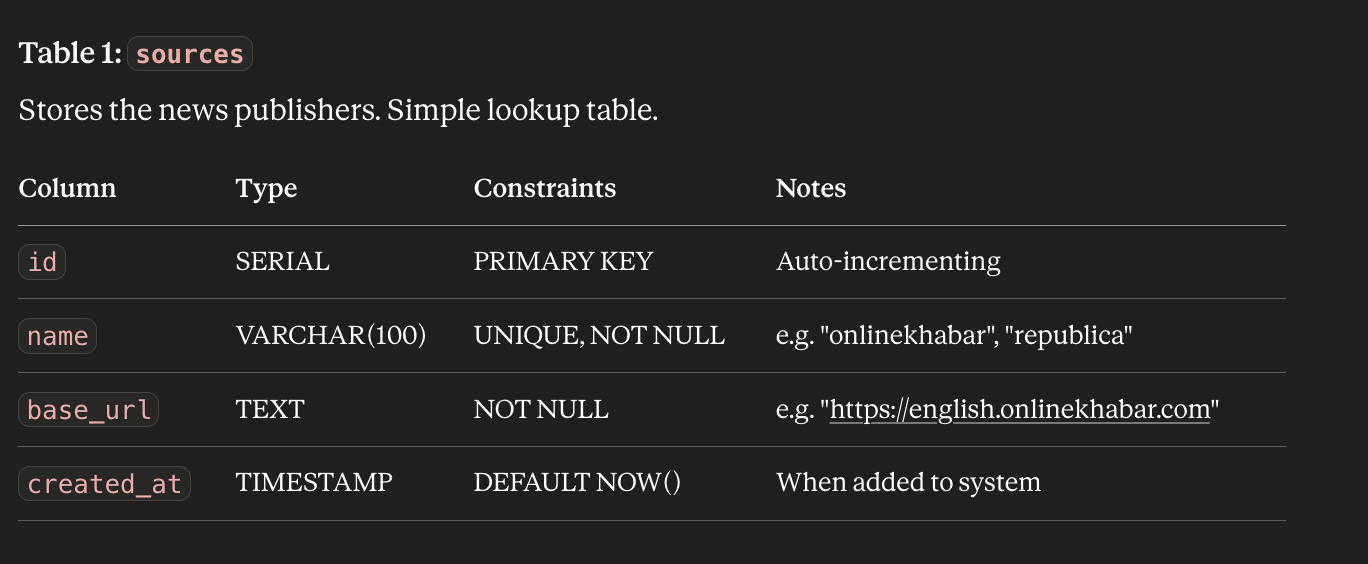 Table 1: sources
Stores the news publishers. Simple lookup table.
Column Type Constraints Notes
id SERIAL PRIMARY KEY Auto-incrementing
name VARCHAR(100) UNIQUE, NOT NULL e.g. "onlinekhabar", "republica"
base_url TEXT NOT NULL e.g. "https://english.onlinekhabar.com"
created_at TIMESTAMP DEFAULT NOW() When added to system